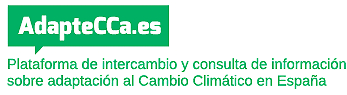 AdapteCCa.es
Plataforma de intercambio y consulta de información
sobre adaptación al Cambio Climático en España